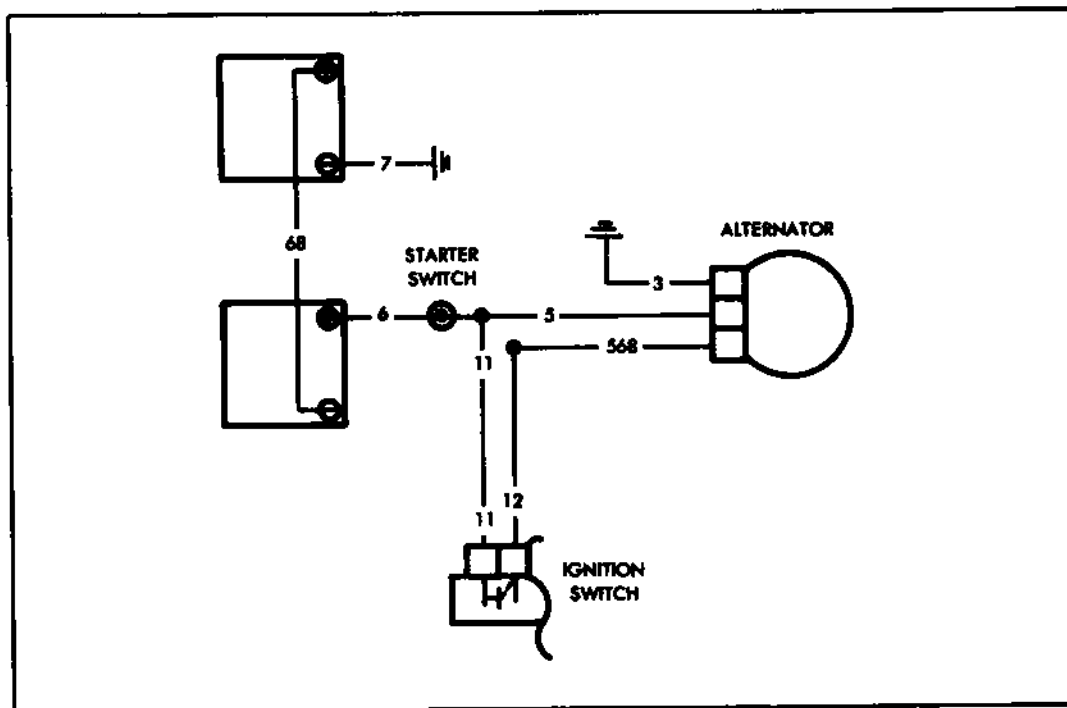 7
68
STARTER
SWITCH
ALTERNATOR
3
6
5
11
568
11
12
IGNITION
SWITCH